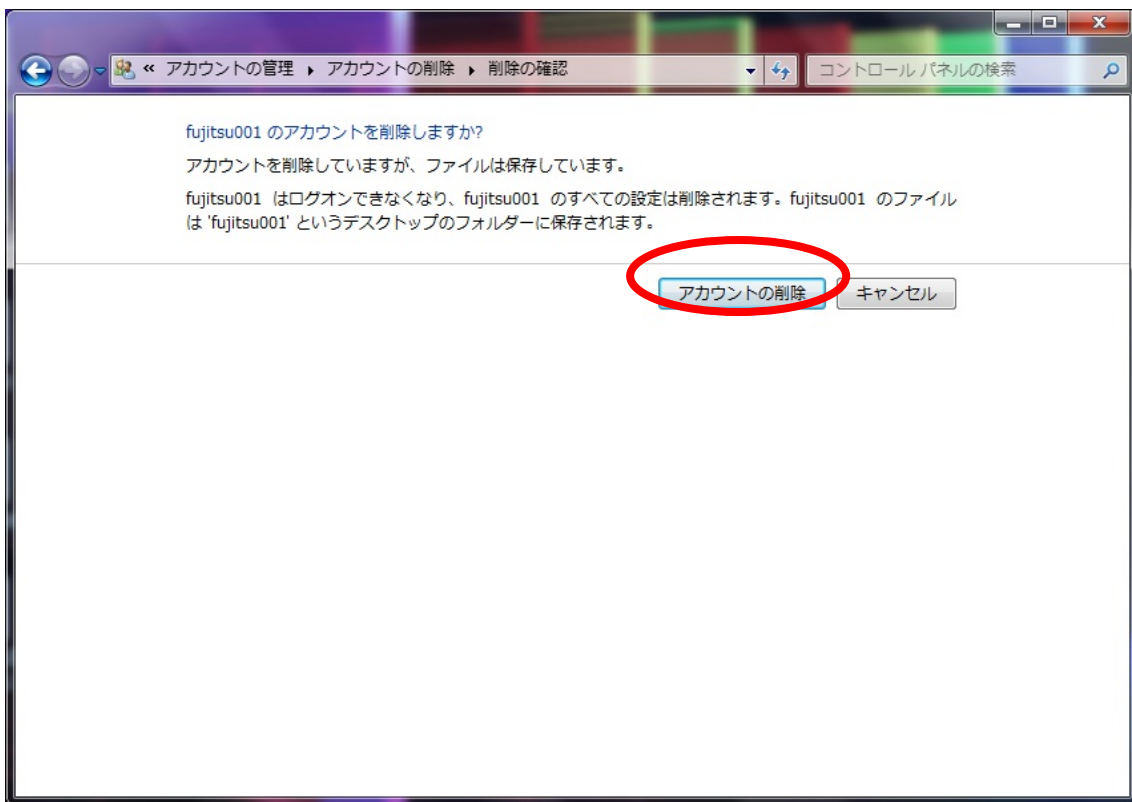 « アカウントの管理 ▸ アカウントの削除 ▸ 削除の確認
コントロール パネルの検索
fujitsu001 のアカウントを削除しますか?
アカウントを削除していますが、ファイルは保存しています。
fujitsu001 はログオンできなくなり、fujitsu001 のすべての設定は削除されます。fujitsu001 のファイル
は 'fujitsu001' というデスクトップのフォルダーに保存されます。
アカウントの削除
キャンセル